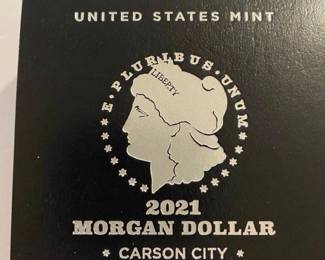 UNITED STATES MINT
E·PLURIBUS·UNUM
LIBERTY
2021
MORGAN DOLLAR
★ CARSON CITY ★